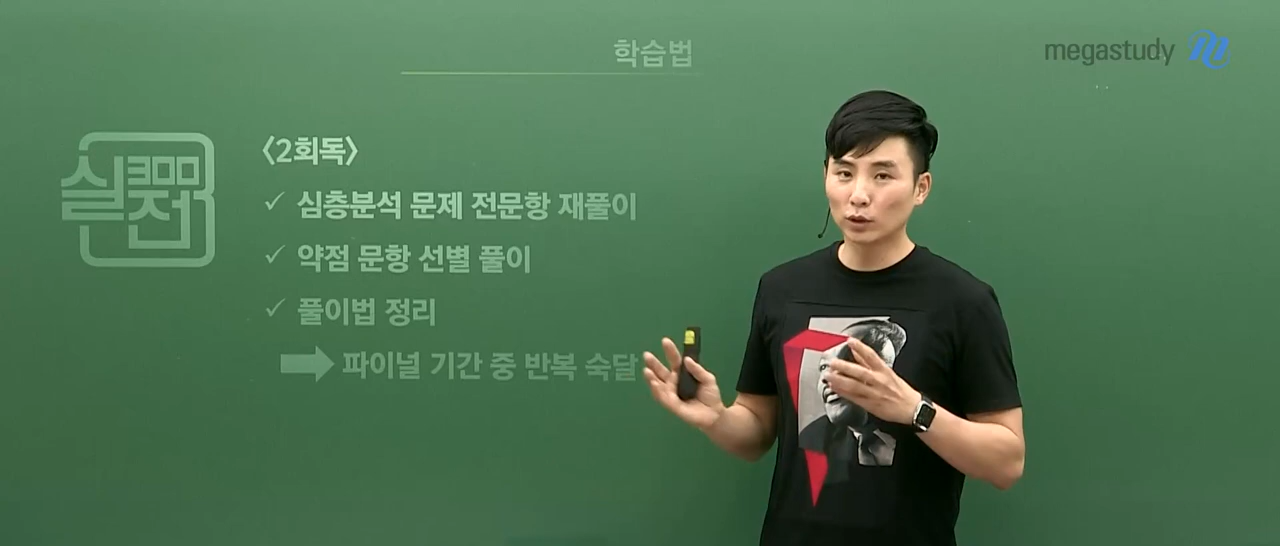 학습법
megastudy
실전
〈2회독〉
✓ 심층분석 문제 전문항 재풀이
✓ 약점 문항 선별 풀이
✓ 풀이법 정리
➡ 파이널 기간 중 반복 숙달